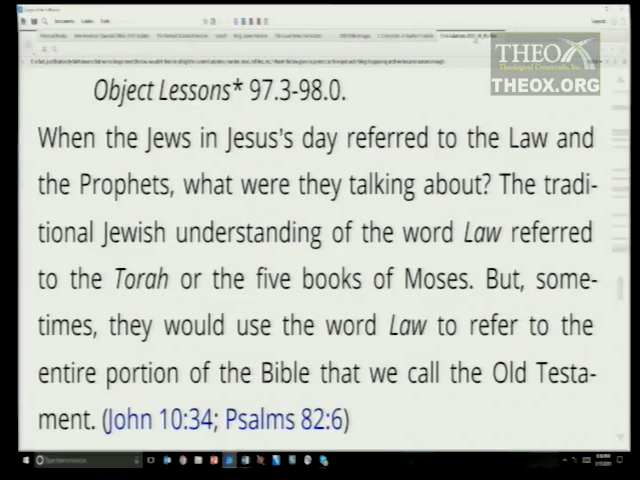 THEOX
Theological Crossroads, Inc.
THEOX.ORG
Object Lessons* 97.3-98.0.
When the Jews in Jesus's day referred to the Law and
the Prophets, what were they talking about? The tradi-
tional Jewish understanding of the word Law referred
to the Torah or the five books of Moses. But, some-
times, they would use the word Law to refer to the
entire portion of the Bible that we call the Old Testa-
ment. (John 10:34; Psalms 82:6)